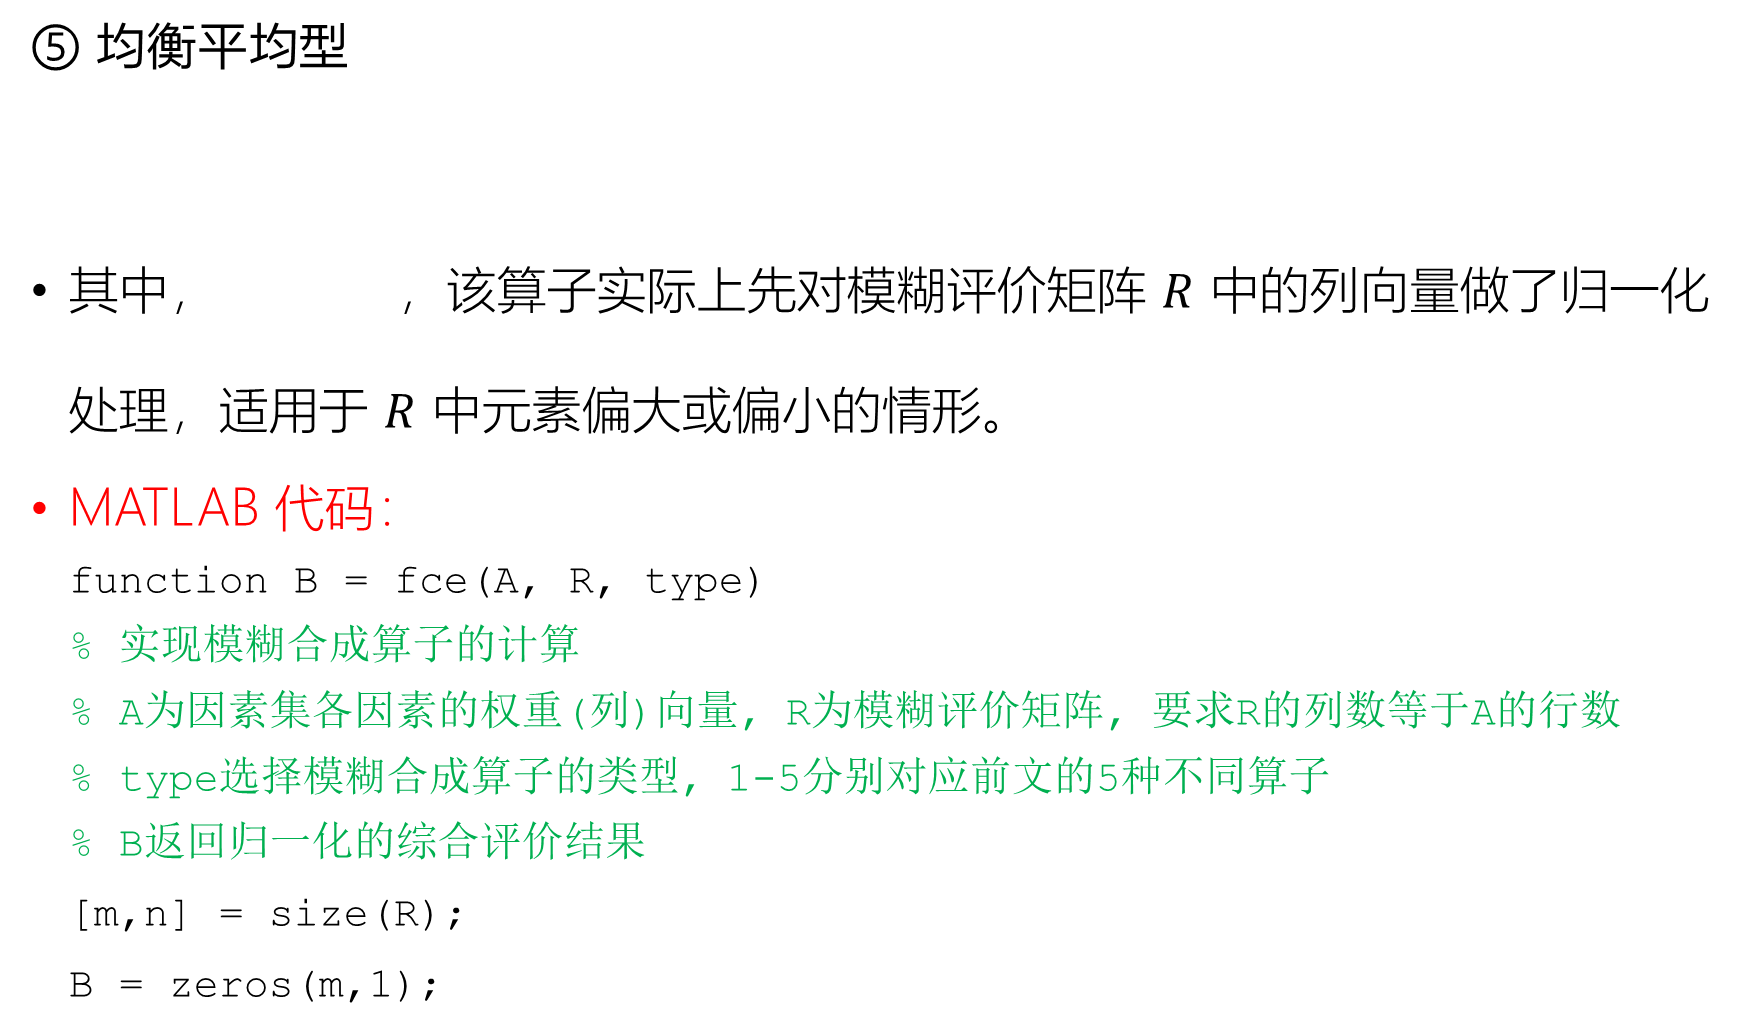 ⑤ 均衡平均型
• 其中, , 该算子实际上先对模糊评价矩阵 R 中的列向量做了归一化
处理, 适用于 R 中元素偏大或偏小的情形。
• MATLAB 代码:
function B = fce(A, R, type)
% 实现模糊合成算子的计算
% A为因素集各因素的权重(列)向量, R为模糊评价矩阵, 要求R的列数等于A的行数
% type选择模糊合成算子的类型, 1-5分别对应前文的5种不同算子
% B返回归一化的综合评价结果
[m,n] = size(R);
B = zeros(m,1);